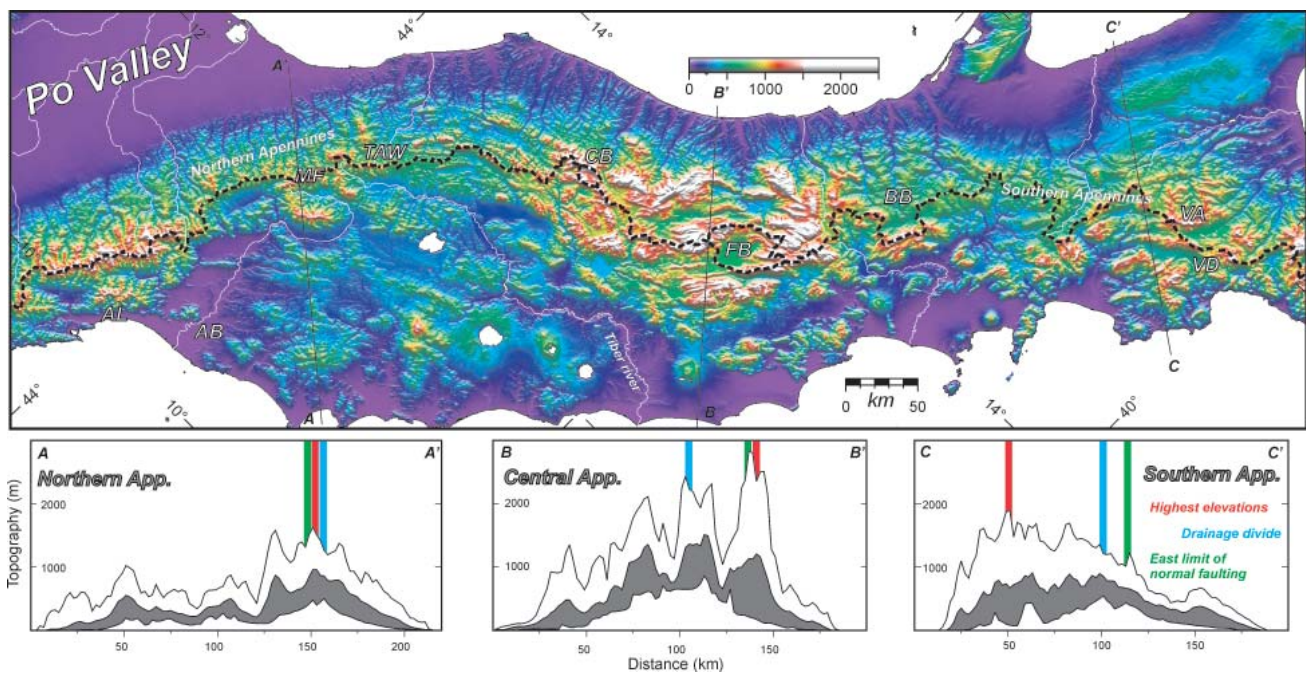 12°
44°
14°
C'
Po Valley
A'
0
1000
2000
B'
Northern Apennines
TAW
MF
CB
BB
Southern Apennines
VA
FB
VD
AL
AB
Tiber river
C
0
50
km
44°
10°
A
B
14°
40°
A
A'
Northern App.
B
B'
Central App.
C
C'
Southern App.
Highest elevations
Drainage divide
East limit of
normal faulting
Topography (m)
2000
1000
50
100
150
200
2000
1000
50
100
150
2000
1000
50
100
150
Distance (km)